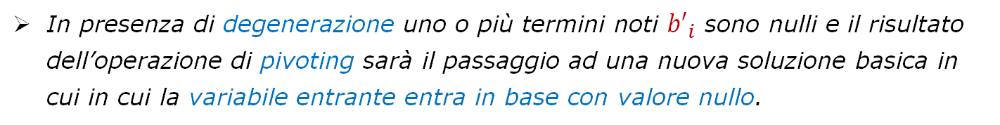 ➢ In presenza di degenerazione uno o più termini noti b'ᵢ sono nulli e il risultato
dell’operazione di pivoting sarà il passaggio ad una nuova soluzione basica in
cui in cui la variabile entrante entra in base con valore nullo.